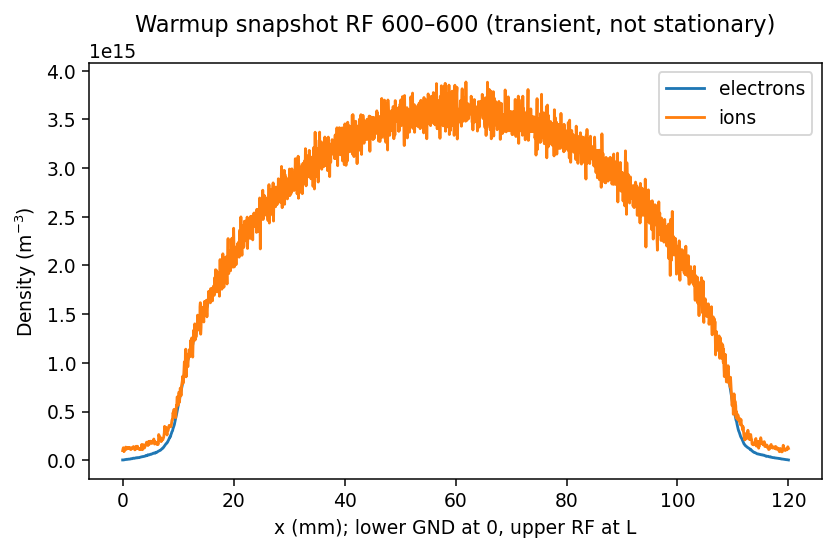 Warmup snapshot RF 600–600 (transient, not stationary)
1e15
electrons
ions
4.0
3.5
3.0
2.5
2.0
1.5
1.0
0.5
0.0
Density (m⁻³)
0 20 40 60 80 100 120
x (mm); lower GND at 0, upper RF at L